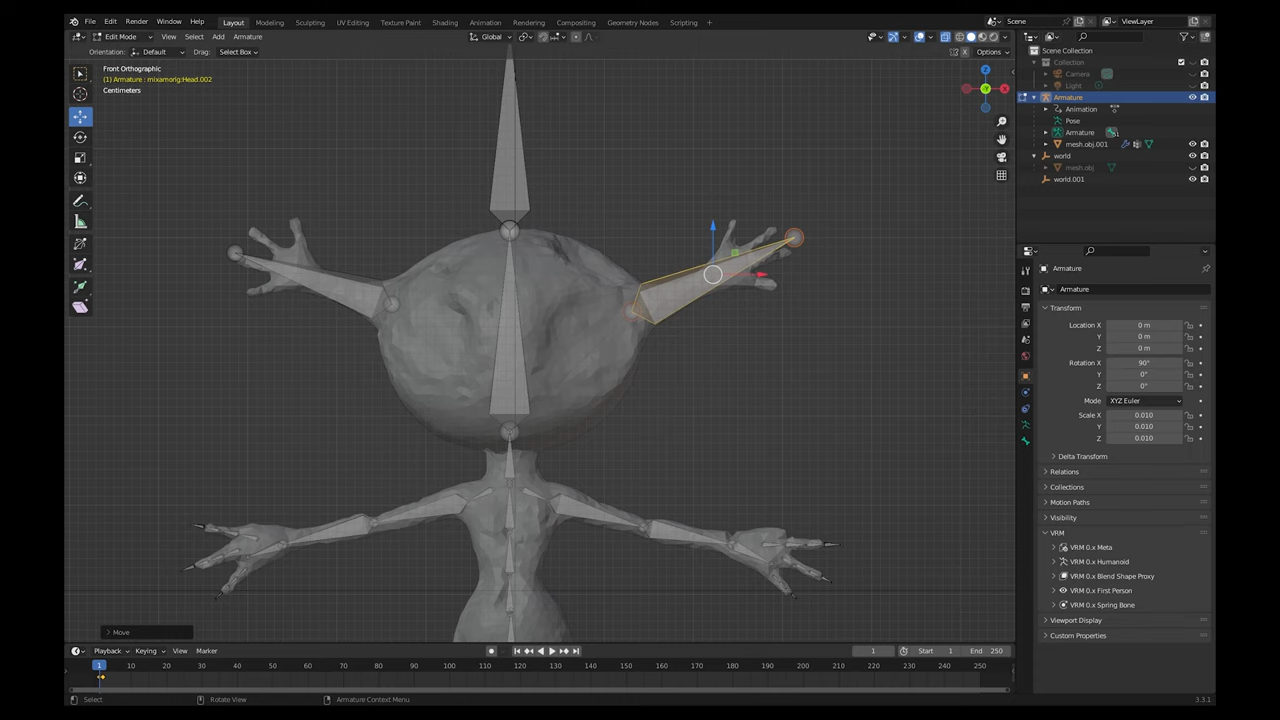 File Edit Render Window Help Layout Modeling Sculpting UV Editing Texture Paint Shading Animation Rendering Compositing Geometry Nodes Scripting + Scene ViewLayer
Edit Mode View Select Add Armature Global
Orientation: Default Drag: Select Box Options
Front Orthographic
(1) Armature : mixamorig:Head.002
Centimeters
Z
Y
X
Scene Collection
Collection
Camera
Light
Armature
Animation
Pose
Armature
mesh.obj.001
world
mesh.obj
world.001
Armature
Armature
Transform
Location X 0 m
Y 0 m
Z 0 m
Rotation X 90°
Y 0°
Z 0°
Mode XYZ Euler
Scale X 0.010
Y 0.010
Z 0.010
Delta Transform
Relations
Collections
Motion Paths
Visibility
VRM
VRM 0.x Meta
VRM 0.x Humanoid
VRM 0.x Blend Shape Proxy
VRM 0.x First Person
VRM 0.x Spring Bone
Viewport Display
Custom Properties
Move
Playback Keying View Marker 1 Start 1 End 250
1 10 20 30 40 50 60 70 80 90 100 110 120 130 140 150 160 170 180 190 200 210 220 230 240 250
Select Rotate View Armature Context Menu 3.3.1